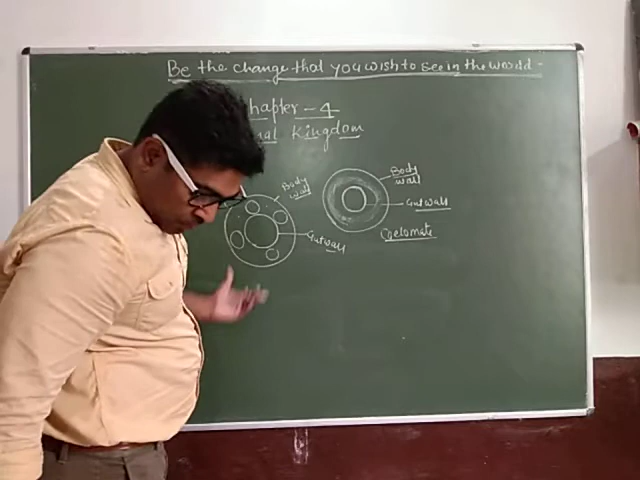 Be the change that you wish to see in the world -
Chapter - 4
Kingdom
Body
wall
Gut wall
Body
wall
Gut wall
Coelomate